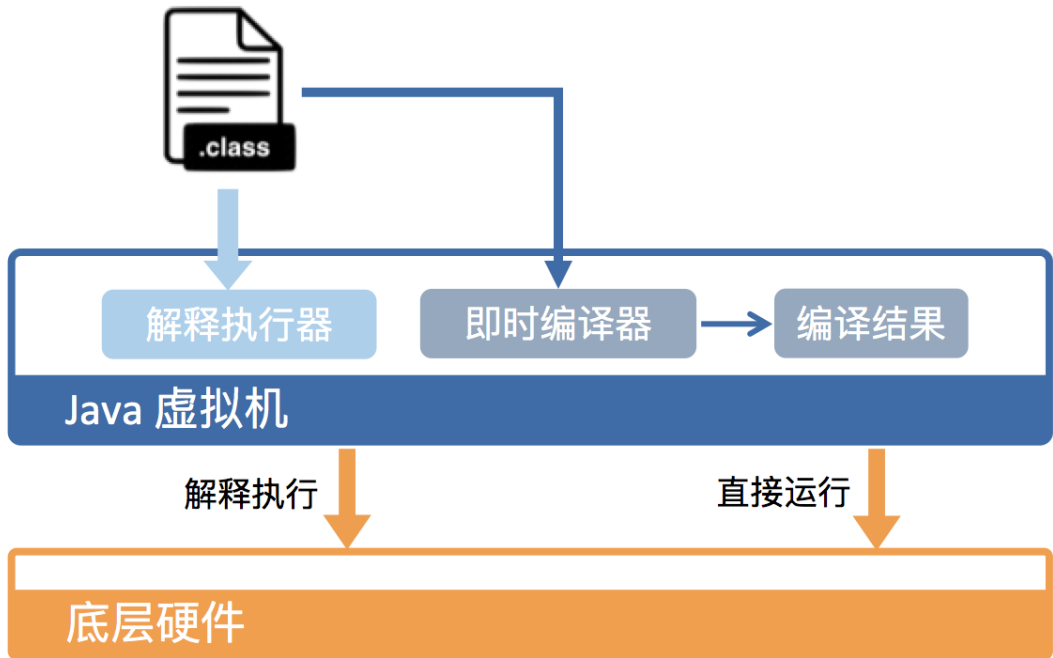 .class
解释执行器
即时编译器
编译结果
Java 虚拟机
解释执行
直接运行
底层硬件